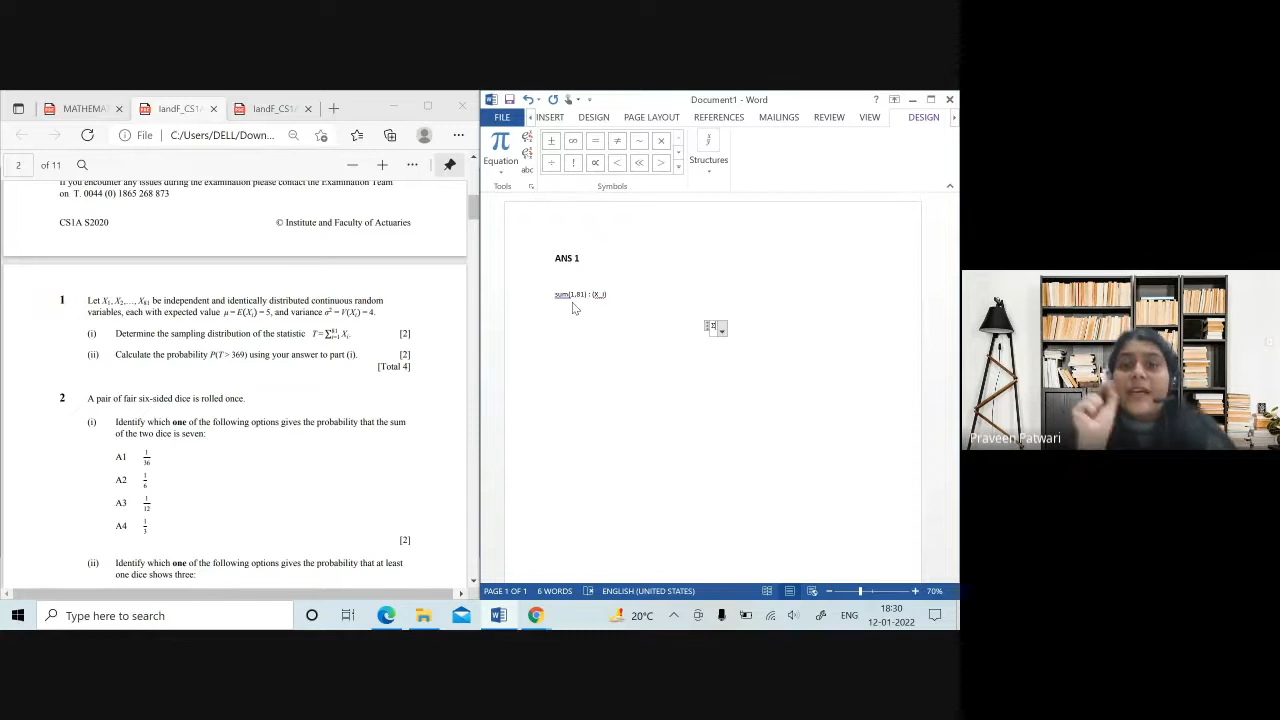 MATHEMA
IandF_CS1A
IandF_CS1A
File
C:/Users/DELL/Down...
2 of 11
If you encounter any issues during the examination please contact the Examination Team
on T. 0044 (0) 1865 268 873
CS1A S2020
© Institute and Faculty of Actuaries
1 Let X₁, X₂,…, X₈₁ be independent and identically distributed continuous random
variables, each with expected value μ = E(Xᵢ) = 5, and variance σ² = V(Xᵢ) = 4.
(i) Determine the sampling distribution of the statistic T = ∑⁸¹ᵢ₌₁ Xᵢ. [2]
(ii) Calculate the probability P(T > 369) using your answer to part (i). [2]
[Total 4]
2 A pair of fair six-sided dice is rolled once.
(i) Identify which one of the following options gives the probability that the sum
of the two dice is seven:
A1 1/36
A2 1/6
A3 1/12
A4 1/3
[2]
(ii) Identify which one of the following options gives the probability that at least
one dice shows three:
Document1 - Word
FILE INSERT DESIGN PAGE LAYOUT REFERENCES MAILINGS REVIEW VIEW DESIGN
π ± ∞ = ≠ ~ ×
÷ ! ∝ < ≪ >
Equation
abc
Structures
Tools
Symbols
ANS 1
sum(1,81) : (X_i)
PAGE 1 OF 1 6 WORDS ENGLISH (UNITED STATES) 70%
Type here to search
20°C
ENG
18:30
12-01-2022
Praveen Patwari